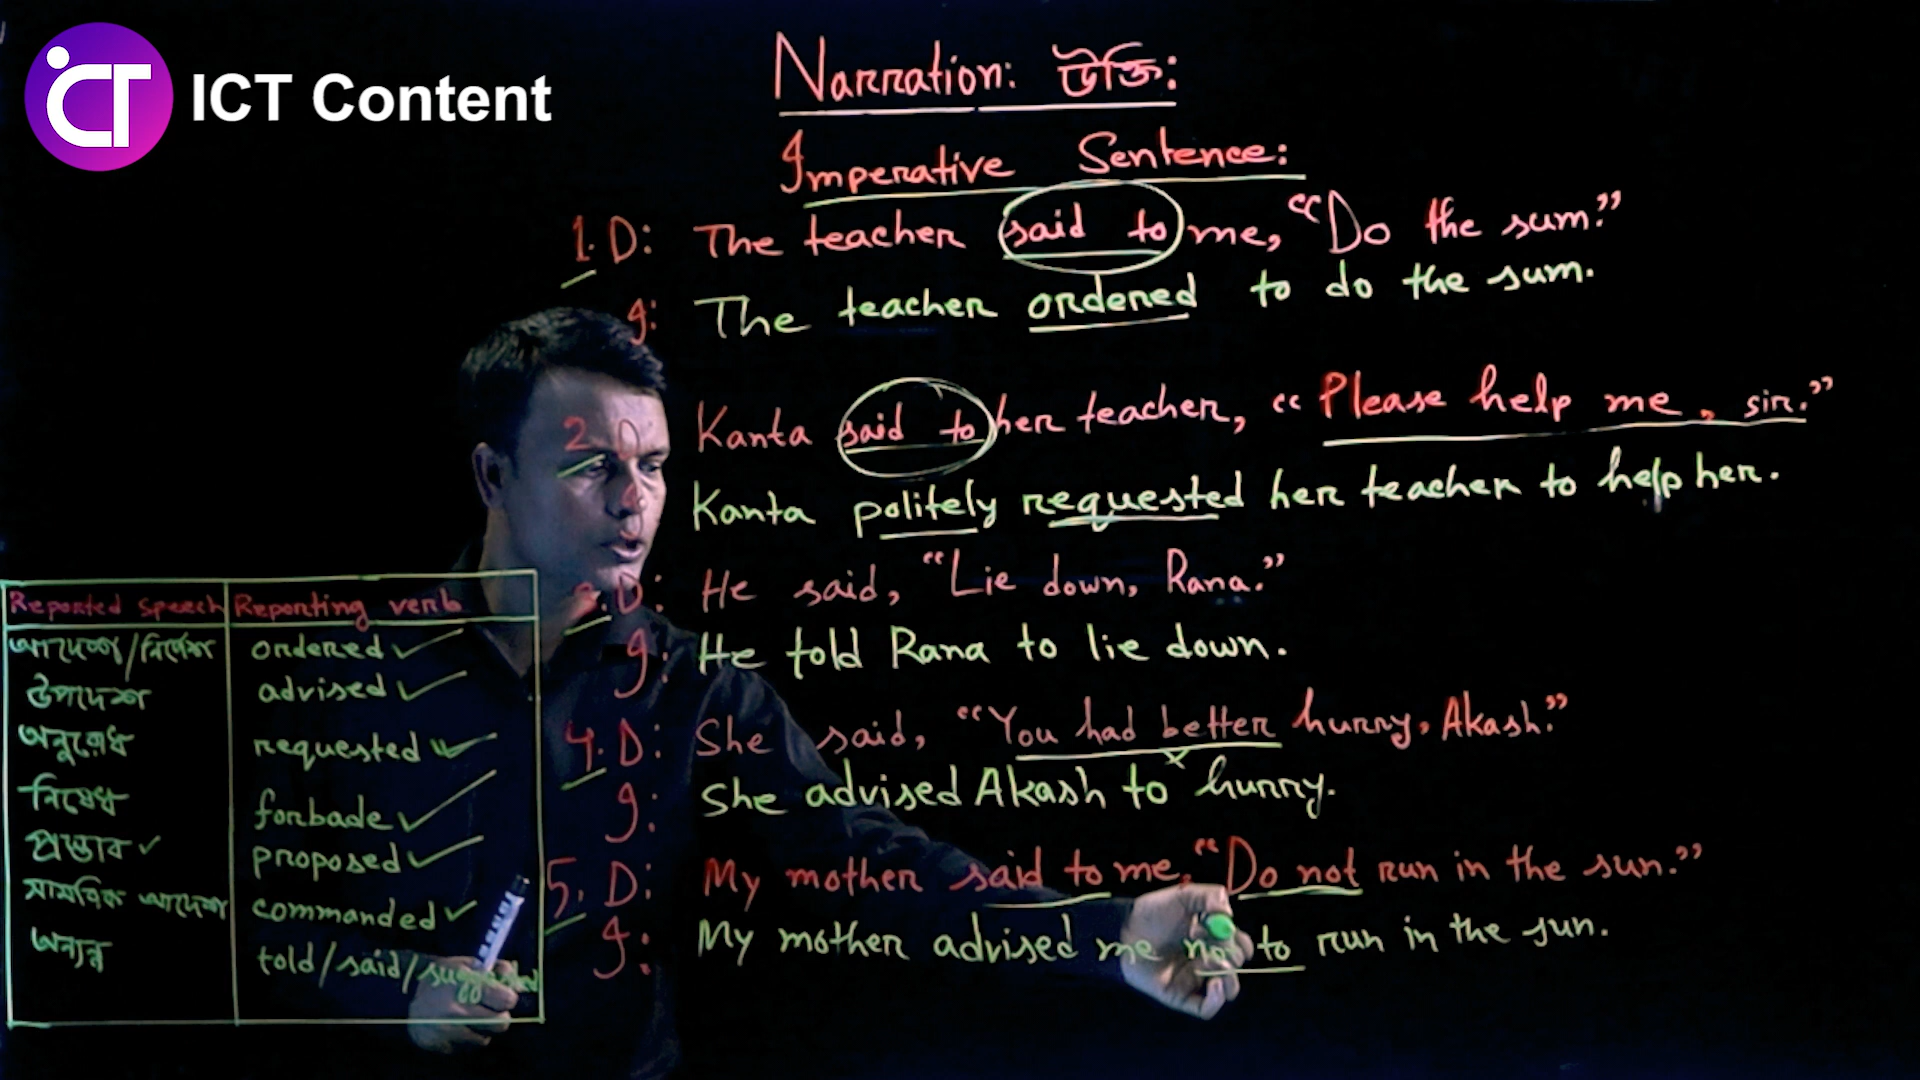 ICT Content
Narration: উক্তি:
Imperative Sentence:
1. D: The teacher said to me, “Do the sum.”
I: The teacher ordered to do the sum.
2. D: Kanta said to her teacher, “Please help me, sir.”
Kanta politely requested her teacher to help her.
D: He said, “Lie down, Rana.”
I: He told Rana to lie down.
4. D: She said, “You had better hurry, Akash.”
I: She advised Akash to hurry.
5. D: My mother said to me, “Do not run in the sun.”
I: My mother advised me not to run in the sun.
Reported speech Reporting verb
আদেশ/নির্দেশ ordered ✓
উপদেশ advised ✓
অনুরোধ requested ✓
নিষেধ forbade ✓
প্রস্তাব ✓ proposed ✓
সামরিক আদেশ commanded ✓
অন্যান্য told/said/suggested